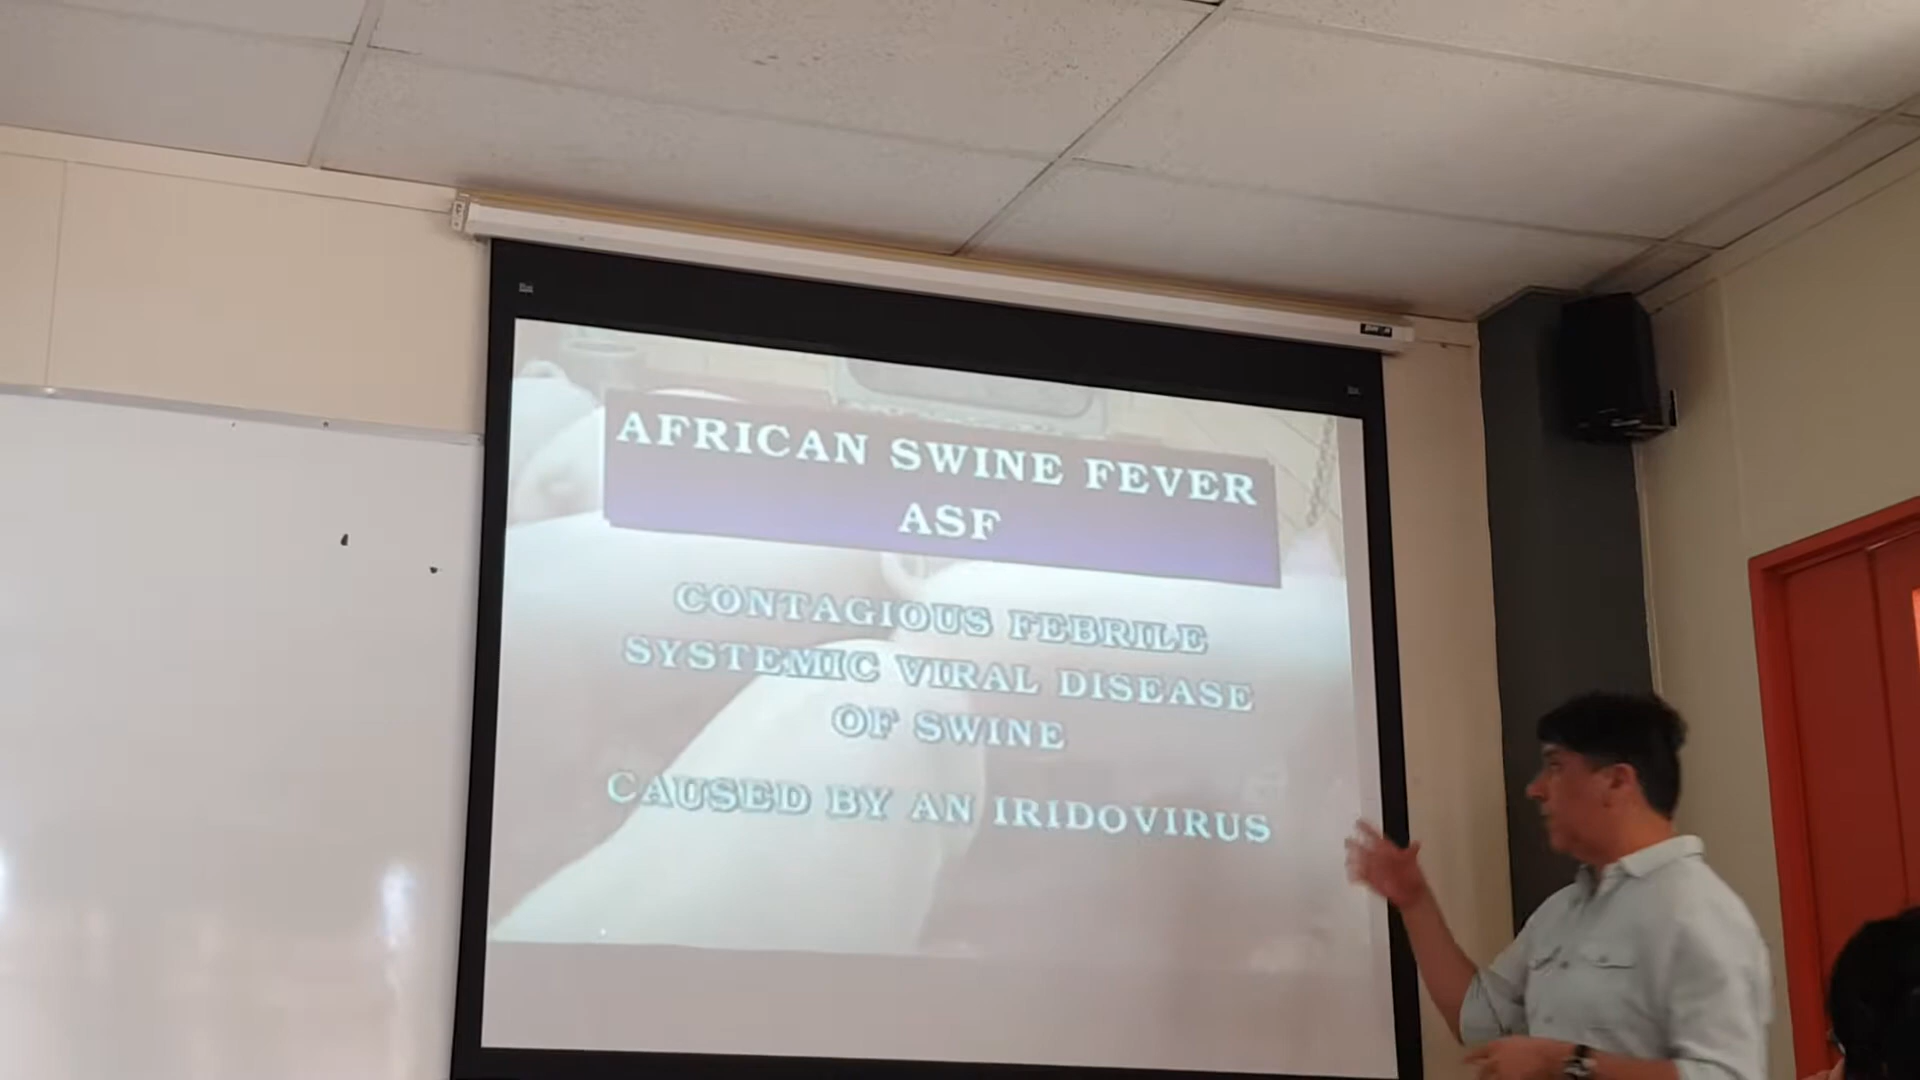 AFRICAN SWINE FEVER
ASF
CONTAGIOUS FEBRILE
SYSTEMIC VIRAL DISEASE
OF SWINE
CAUSED BY AN IRIDOVIRUS